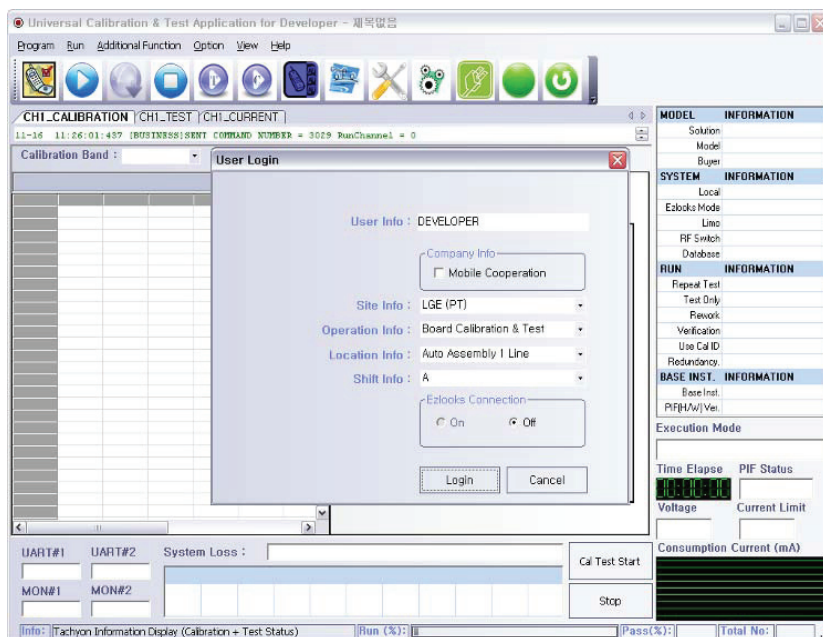 Universal Calibration & Test Application for Developer - 제목없음
Program Run Additional Function Option View Help
CH1_CALIBRATION CH1_TEST CH1_CURRENT
11-16 11:26:01:437 [BUSINESS]SENT COMMAND NUMBER = 3029 RunChannel = 0
Calibration Band :
User Login
User Info : DEVELOPER
Company Info
Mobile Cooperation
Site Info : LGE (PT)
Operation Info : Board Calibration & Test
Location Info : Auto Assembly 1 Line
Shift Info : A
Ezlooks Connection
On Off
Login Cancel
MODEL INFORMATION
Solution
Model
Buyer
SYSTEM INFORMATION
Local
Ezlooks Mode
Limo
RF Switch
Database
RUN INFORMATION
Repeat Test
Test Only
Rework
Verification
Use Cal ID
Redundancy.
BASE INST. INFORMATION
Base Inst.
PIF(H/W) Ver.
Execution Mode
Time Elapse PIF Status
00:00:00
Voltage Current Limit
Consumption Current (mA)
UART#1 UART#2 System Loss :
MON#1 MON#2
Cal Test Start
Stop
Info: Tachyon Information Display (Calibration + Test Status) Run (%): Pass(%): Total No: